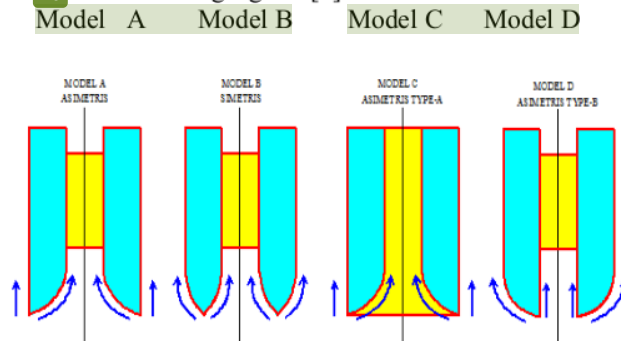 Model A Model B Model C Model D
MODEL A
ASIMETRIS
MODEL B
SIMETRIS
MODEL C
ASIMETRIS TYPE-A
MODEL D
ASIMETRIS TYPE-B